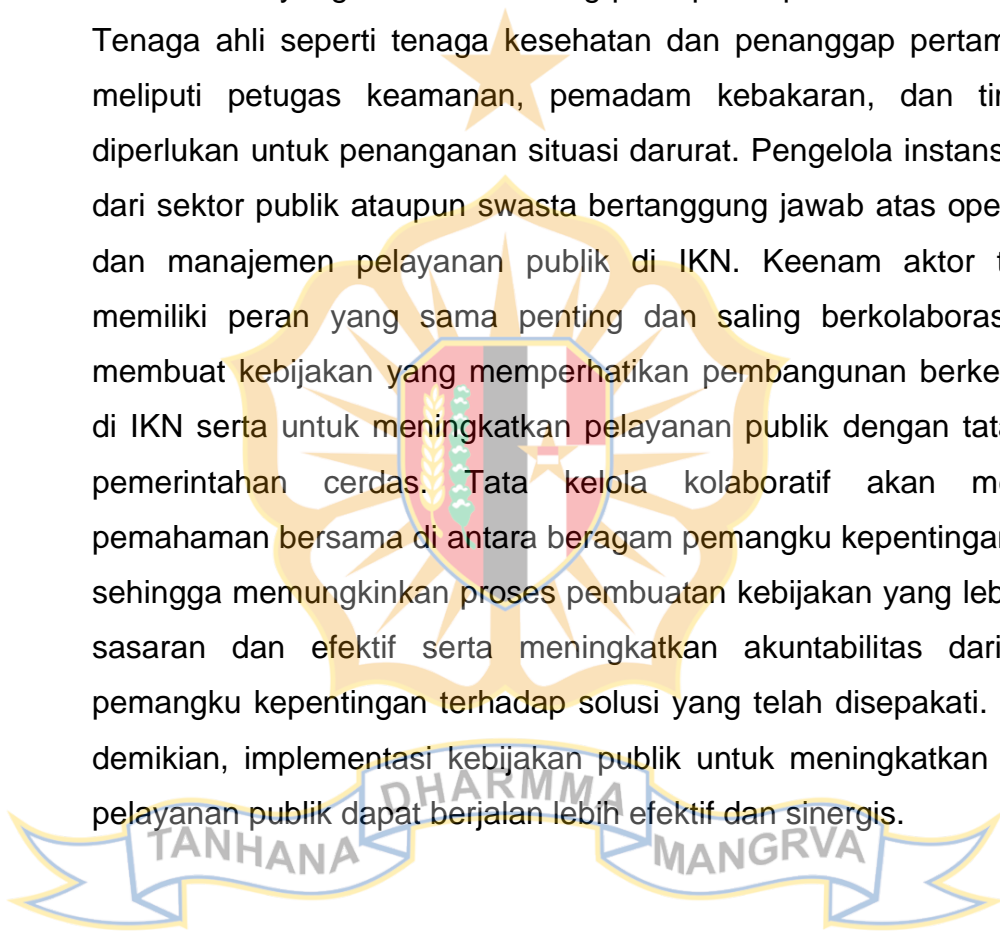 Tenaga ahli seperti tenaga kesehatan dan penanggap pertam
meliputi petugas keamanan, pemadam kebakaran, dan tir
diperlukan untuk penanganan situasi darurat. Pengelola instans
dari sektor publik ataupun swasta bertanggung jawab atas ope
dan manajemen pelayanan publik di IKN. Keenam aktor t
memiliki peran yang sama penting dan saling berkolaboras
membuat kebijakan yang memperhatikan pembangunan berke
di IKN serta untuk meningkatkan pelayanan publik dengan tata
pemerintahan cerdas. Tata kelola kolaboratif akan me
pemahaman bersama di antara beragam pemangku kepentingan
sehingga memungkinkan proses pembuatan kebijakan yang leb
sasaran dan efektif serta meningkatkan akuntabilitas dari
pemangku kepentingan terhadap solusi yang telah disepakati.
demikian, implementasi kebijakan publik untuk meningkatkan
pelayanan publik dapat berjalan lebih efektif dan sinergis.
TANHANA DHARMMA MANGRVA